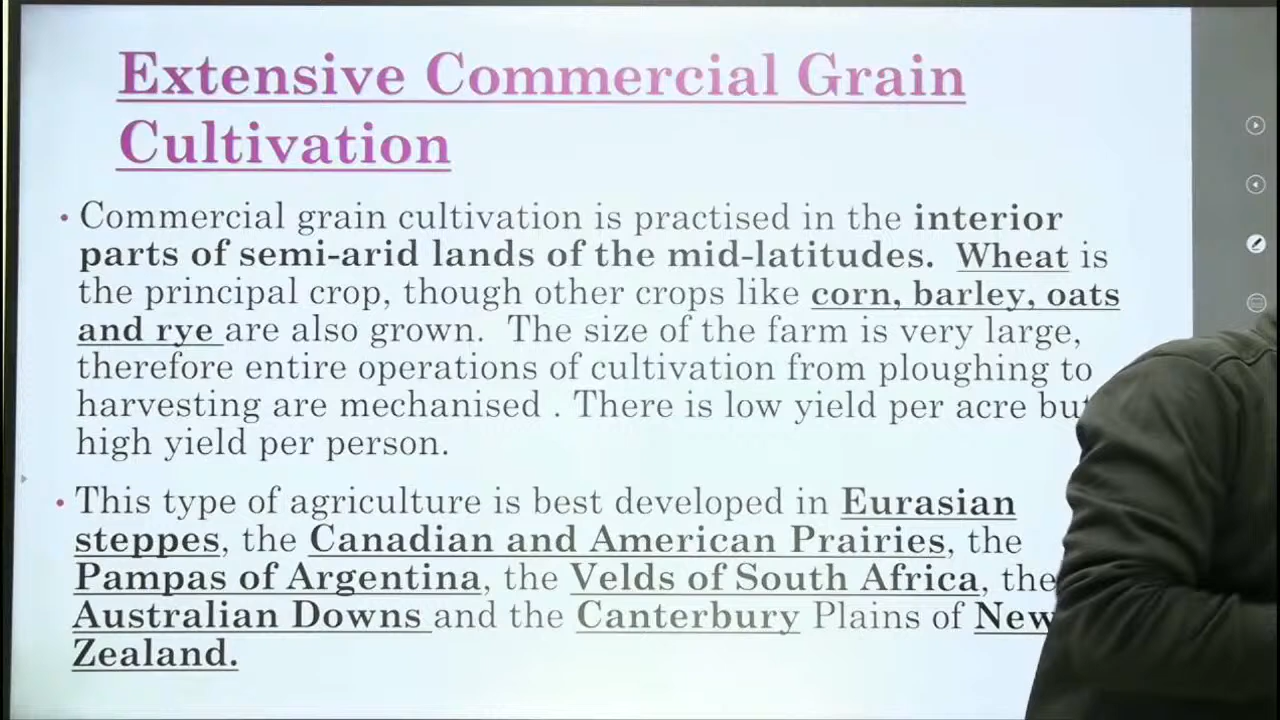 Extensive Commercial Grain
Cultivation
• Commercial grain cultivation is practised in the interior
parts of semi-arid lands of the mid-latitudes. Wheat is
the principal crop, though other crops like corn, barley, oats
and rye are also grown. The size of the farm is very large,
therefore entire operations of cultivation from ploughing to
harvesting are mechanised . There is low yield per acre but
high yield per person.
• This type of agriculture is best developed in Eurasian
steppes, the Canadian and American Prairies, the
Pampas of Argentina, the Velds of South Africa, the
Australian Downs and the Canterbury Plains of New
Zealand.